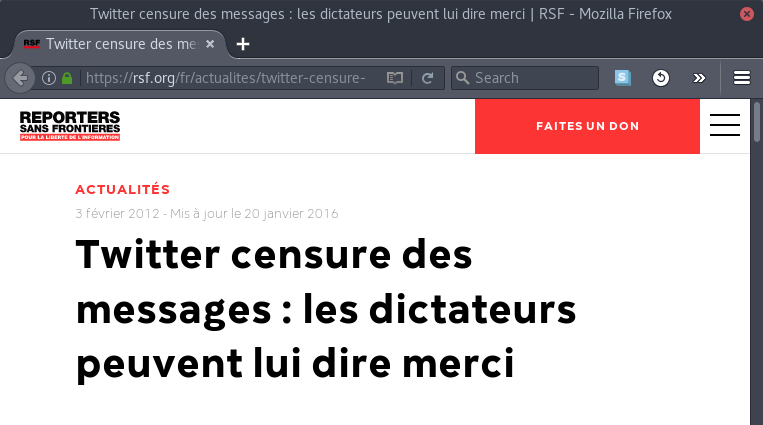 Twitter censure des messages : les dictateurs peuvent lui dire merci | RSF - Mozilla Firefox
RSF Twitter censure des me
https://rsf.org/fr/actualites/twitter-censure- Search
REPORTERS
SANS FRONTIERES
POUR LA LIBERTE DE L'INFORMATION
FAITES UN DON
ACTUALITÉS
3 février 2012 - Mis à jour le 20 janvier 2016
Twitter censure des
messages : les dictateurs
peuvent lui dire merci